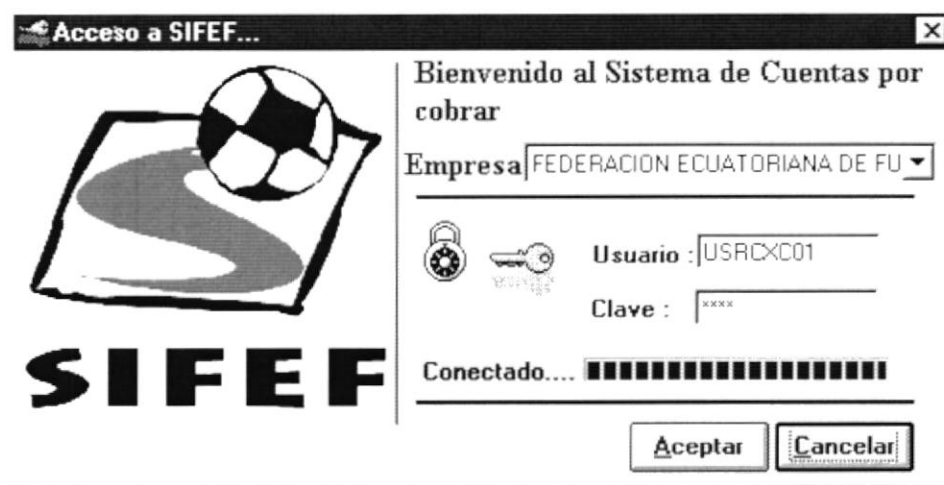 Acceso a SIFEF...
Bienvenido al Sistema de Cuentas por
cobrar
Empresa FEDERACION ECUATORIANA DE FU
Usuario : USRCXC01
Clave : xxxx
Conectado....
SIFEF
Aceptar Cancelar